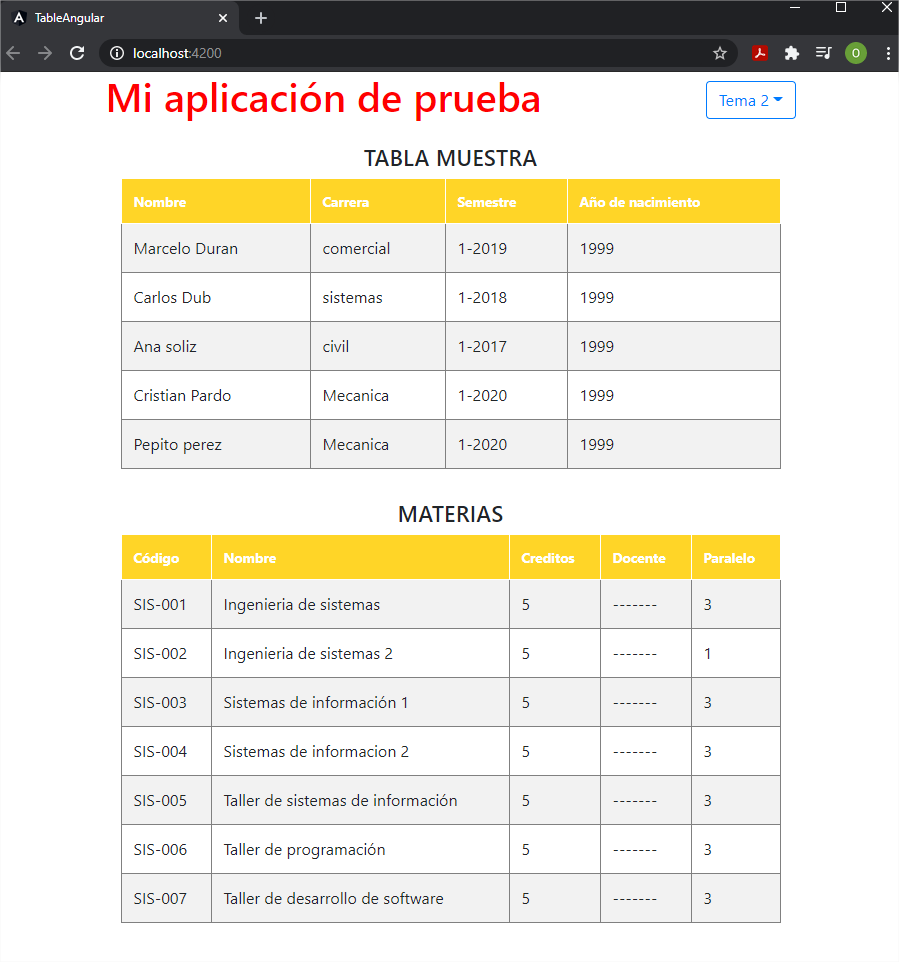 TableAngular
localhost:4200
O
Mi aplicación de prueba
Tema 2
TABLA MUESTRA
Nombre Carrera Semestre Año de nacimiento
Marcelo Duran comercial 1-2019 1999
Carlos Dub sistemas 1-2018 1999
Ana soliz civil 1-2017 1999
Cristian Pardo Mecanica 1-2020 1999
Pepito perez Mecanica 1-2020 1999
MATERIAS
Código Nombre Creditos Docente Paralelo
SIS-001 Ingenieria de sistemas 5 ------- 3
SIS-002 Ingenieria de sistemas 2 5 ------- 1
SIS-003 Sistemas de información 1 5 ------- 3
SIS-004 Sistemas de informacion 2 5 ------- 3
SIS-005 Taller de sistemas de información 5 ------- 3
SIS-006 Taller de programación 5 ------- 3
SIS-007 Taller de desarrollo de software 5 ------- 3